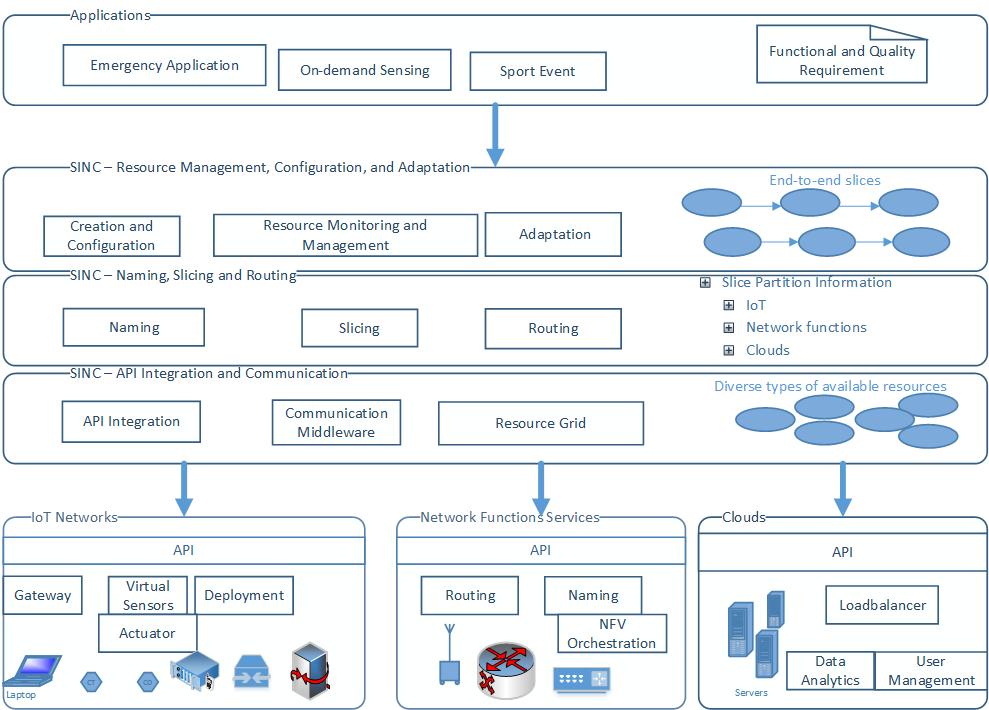 Applications
Emergency Application
On-demand Sensing
Sport Event
Functional and Quality
Requirement
SINC – Resource Management, Configuration, and Adaptation
End-to-end slices
Creation and
Configuration
Resource Monitoring and
Management
Adaptation
SINC – Naming, Slicing and Routing
Slice Partition Information
IoT
Network functions
Clouds
Naming
Slicing
Routing
SINC – API Integration and Communication
Diverse types of available resources
API Integration
Communication
Middleware
Resource Grid
IoT Networks
API
Gateway
Virtual
Sensors
Deployment
Actuator
Laptop
CT
CO
Network Functions Services
API
Routing
Naming
NFV
Orchestration
Clouds
API
Loadbalancer
Data
Analytics
User
Management
Servers